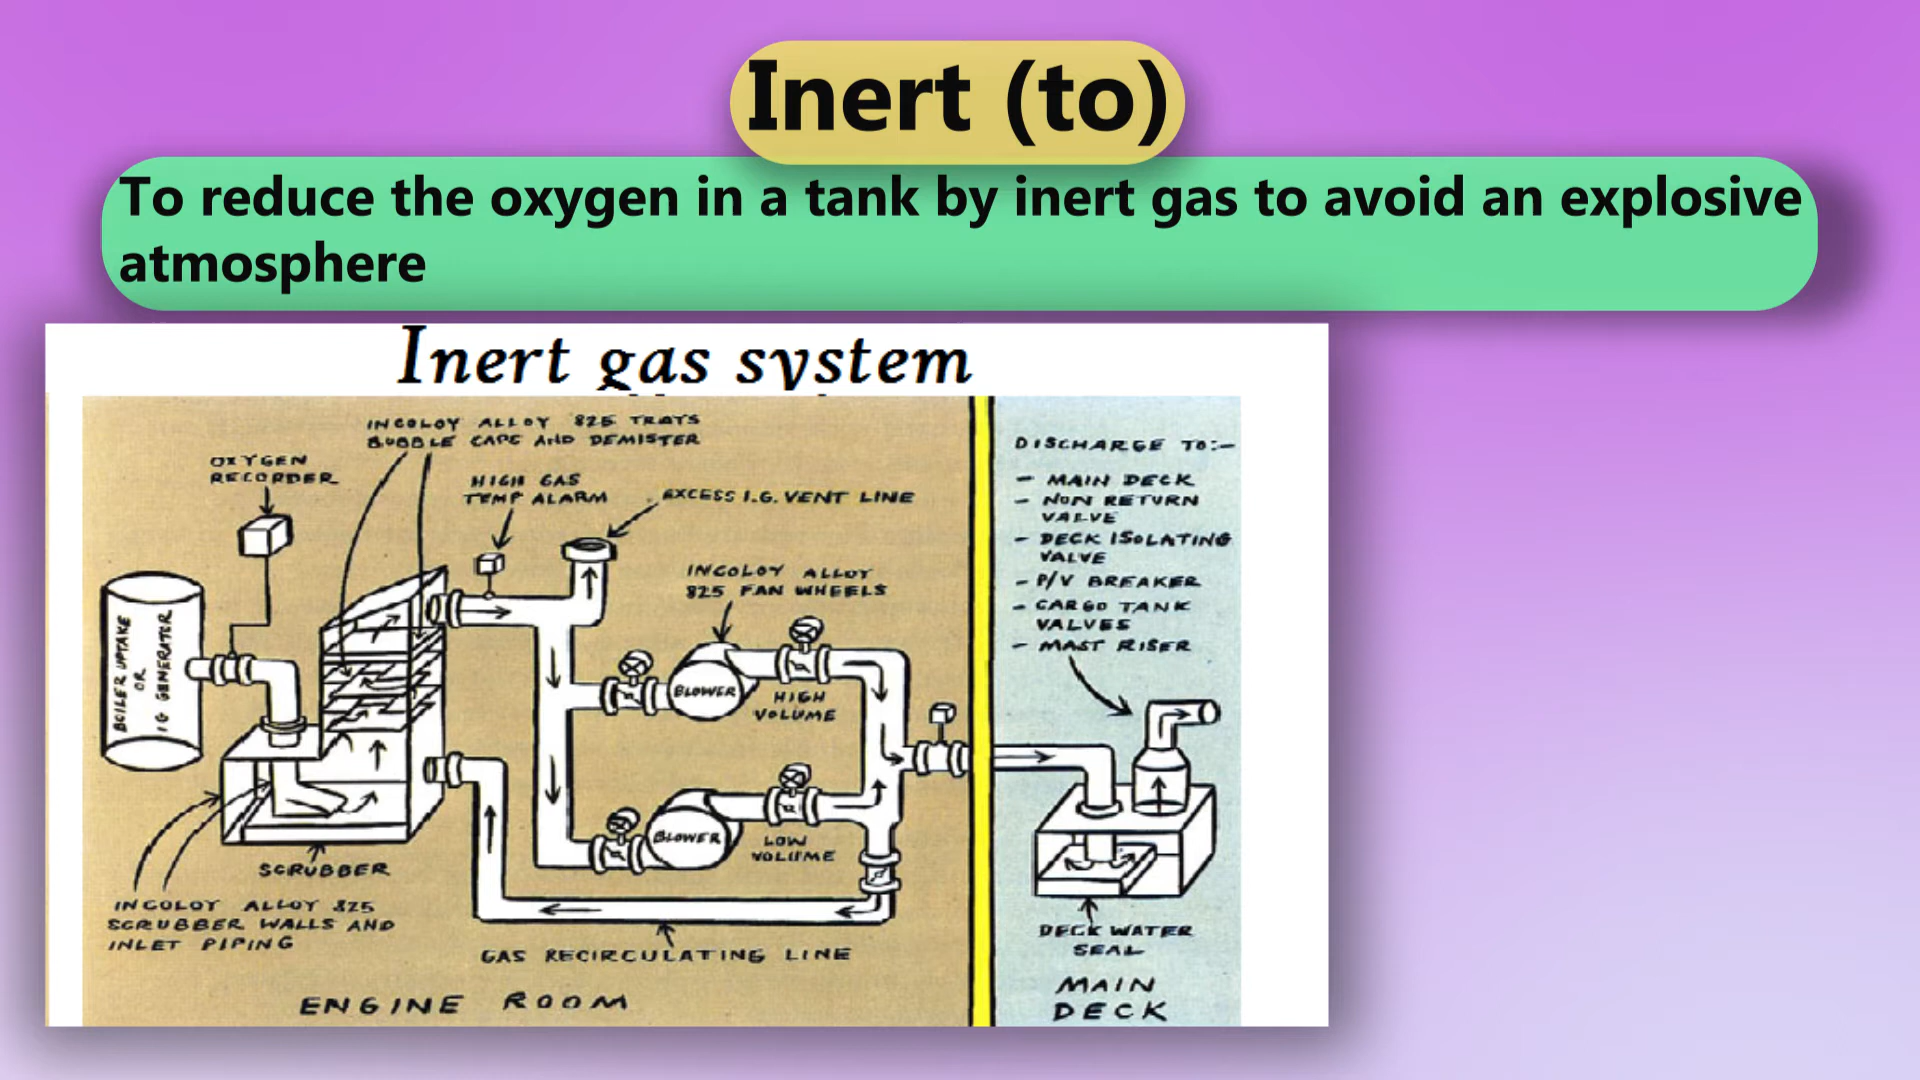 Inert (to)
To reduce the oxygen in a tank by inert gas to avoid an explosive
atmosphere
Inert gas system
INCOLOY ALLOY 825 TRAYS
BUBBLE CAPS AND DEMISTER
OXYGEN
RECORDER
HIGH GAS
TEMP ALARM
EXCESS I.G. VENT LINE
INCOLOY ALLOY
825 FAN WHEELS
BOILER UPTAKE
OR
IG GENERATOR
BLOWER
HIGH
VOLUME
BLOWER
LOW
VOLUME
SCRUBBER
INCOLOY ALLOY 825
SCRUBBER WALLS AND
INLET PIPING
GAS RECIRCULATING LINE
ENGINE ROOM
DISCHARGE TO:-
- MAIN DECK
- NON RETURN
VALVE
- DECK ISOLATING
VALVE
- P/V BREAKER
- CARGO TANK
VALVES
- MAST RISER
DECK WATER
SEAL
MAIN
DECK